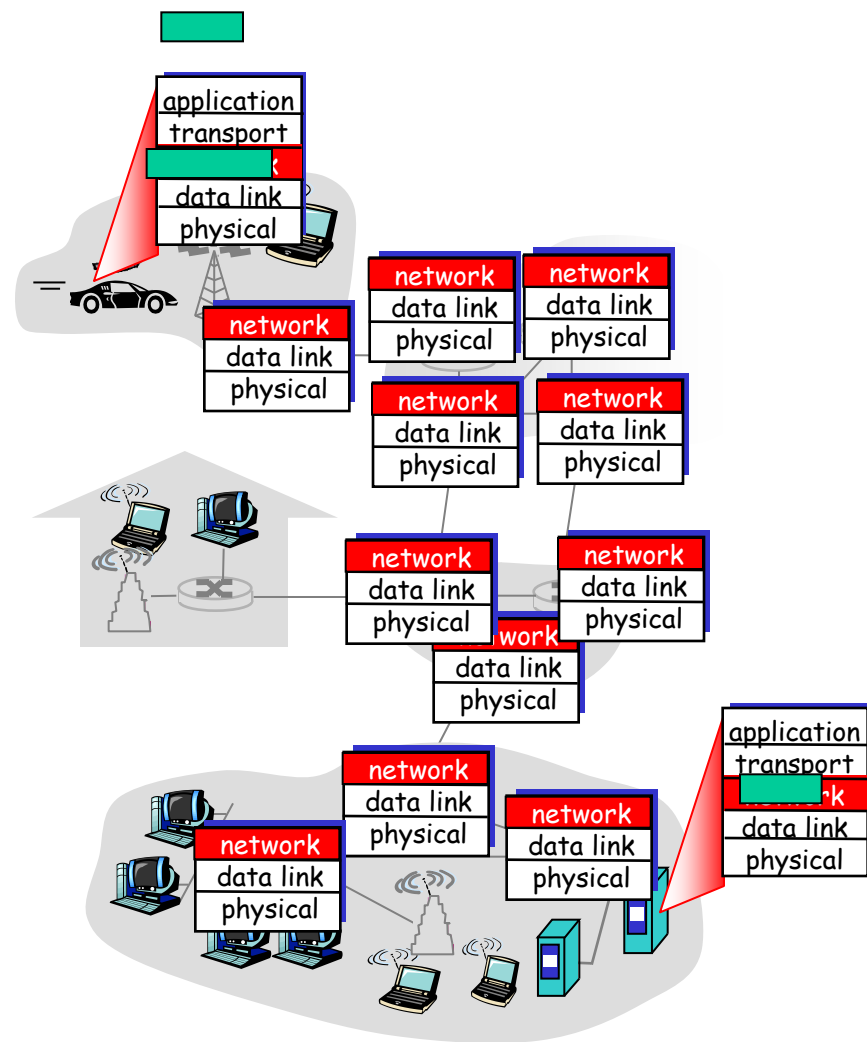 application
transport
data link
physical
network
data link
physical
network
data link
physical
network
data link
physical
network
data link
physical
network
data link
physical
network
data link
physical
network
data link
physical
data link
physical
application
transport
data link
physical
network
data link
physical
network
data link
physical
network
data link
physical